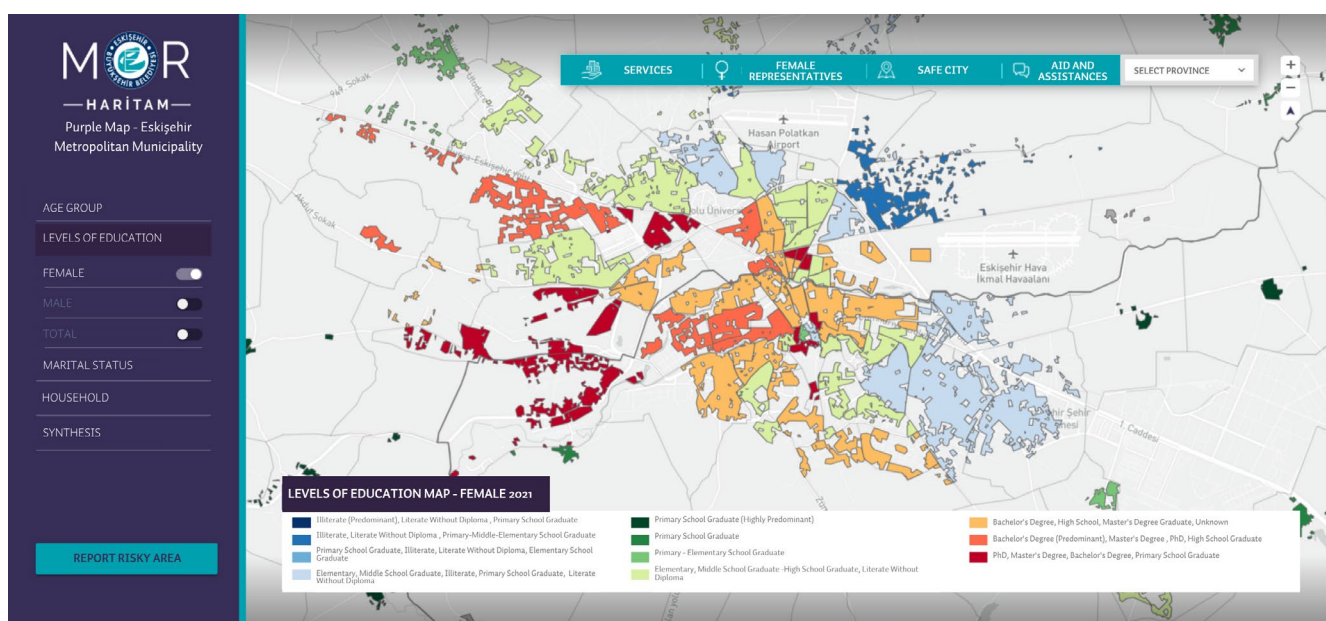 M R
ESKİŞEHİR
BÜYÜKŞEHİR BELEDİYESİ
HARİTAM
Purple Map - Eskişehir
Metropolitan Municipality
AGE GROUP
LEVELS OF EDUCATION
FEMALE
MALE
TOTAL
MARITAL STATUS
HOUSEHOLD
SYNTHESIS
REPORT RISKY AREA
SERVICES
FEMALE
REPRESENTATIVES
SAFE CITY
AID AND
ASSISTANCES
SELECT PROVINCE
+
−
Hasan Polatkan
Airport
Eskişehir Hava
İkmal Havaalanı
1. Caddesi
LEVELS OF EDUCATION MAP - FEMALE 2021
Illiterate (Predominant), Literate Without Diploma , Primary School Graduate
Illiterate, Literate Without Diploma , Primary-Middle-Elementary School Graduate
Primary School Graduate, Illiterate, Literate Without Diploma, Elementary School
Graduate
Elementary, Middle School Graduate, Illiterate, Primary School Graduate, Literate
Without Diploma
Primary School Graduate (Highly Predominant)
Primary School Graduate
Primary - Elementary School Graduate
Elementary, Middle School Graduate -High School Graduate, Literate Without
Diploma
Bachelor's Degree, High School, Master's Degree Graduate, Unknown
Bachelor's Degree (Predominant), Master's Degree , PhD, High School Graduate
PhD, Master's Degree, Bachelor's Degree, Primary School Graduate